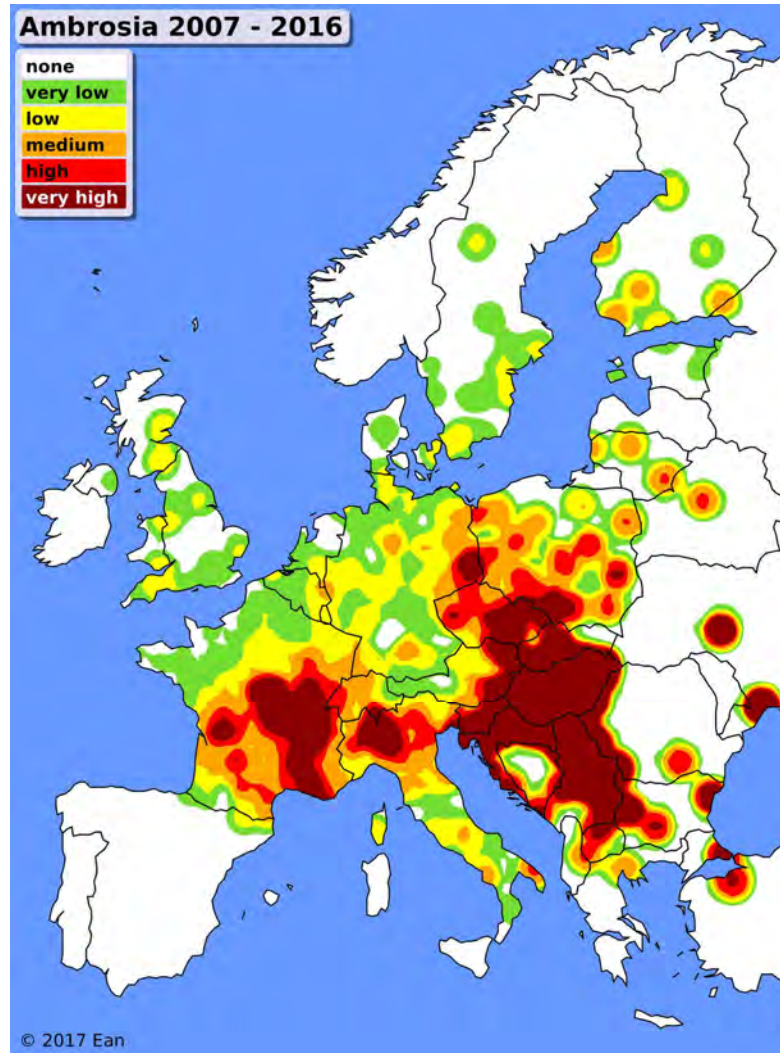 Ambrosia 2007 - 2016
none
very low
low
medium
high
very high
© 2017 Ean